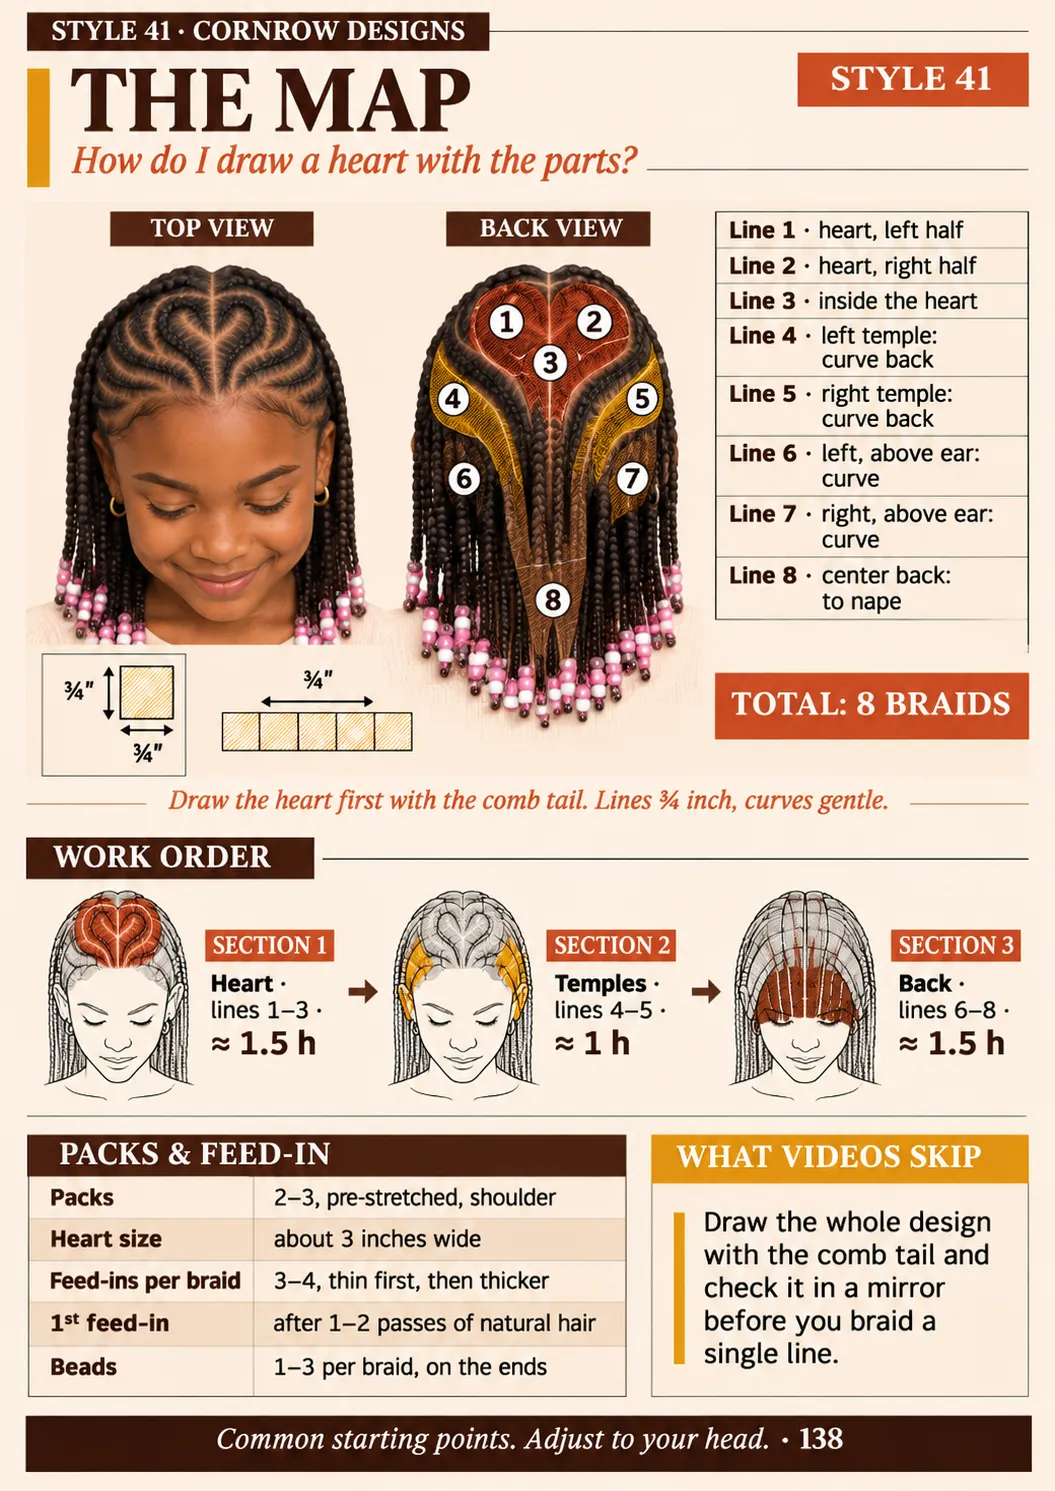 STYLE 41 · CORNROW DESIGNS
THE MAP
STYLE 41
How do I draw a heart with the parts?
TOP VIEW
BACK VIEW
1
2
3
4
5
6
7
8
Line 1 · heart, left half
Line 2 · heart, right half
Line 3 · inside the heart
Line 4 · left temple:
curve back
Line 5 · right temple:
curve back
Line 6 · left, above ear:
curve
Line 7 · right, above ear:
curve
Line 8 · center back:
to nape
TOTAL: 8 BRAIDS
¾"
¾"
¾"
Draw the heart first with the comb tail. Lines ¾ inch, curves gentle.
WORK ORDER
SECTION 1
Heart ·
lines 1–3 ·
≈ 1.5 h
SECTION 2
Temples ·
lines 4–5 ·
≈ 1 h
SECTION 3
Back ·
lines 6–8 ·
≈ 1.5 h
PACKS & FEED-IN
Packs 2–3, pre-stretched, shoulder
Heart size about 3 inches wide
Feed-ins per braid 3–4, thin first, then thicker
1st feed-in after 1–2 passes of natural hair
Beads 1–3 per braid, on the ends
WHAT VIDEOS SKIP
Draw the whole design
with the comb tail and
check it in a mirror
before you braid a
single line.
Common starting points. Adjust to your head. · 138